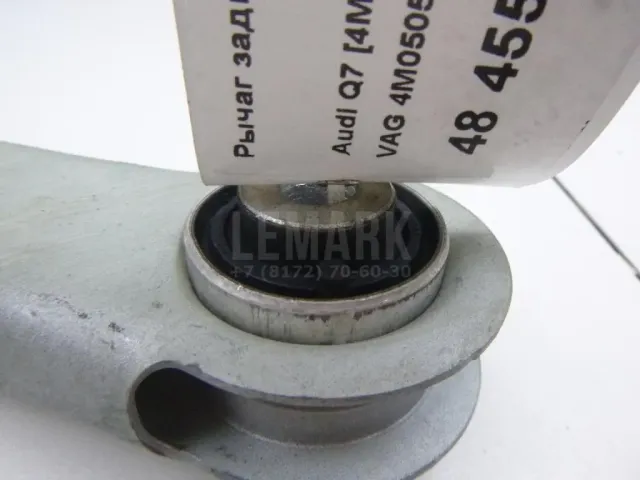 Рычаг зад
Audi Q7 [4M
VAG 4M0505
48 455
LEMARK
+7 (8172) 70-60-30